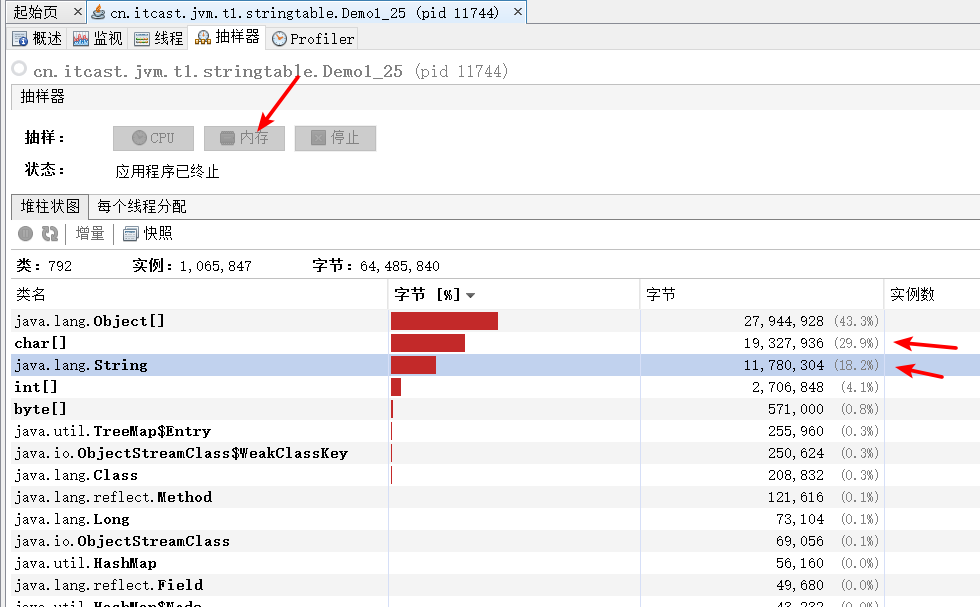 起始页 × cn.itcast.jvm.t1.stringtable.Demo1_25 (pid 11744) ×
概述 监视 线程 抽样器 Profiler
cn.itcast.jvm.t1.stringtable.Demo1_25 (pid 11744)
抽样器
抽样： CPU 内存 停止
状态： 应用程序已终止
堆柱状图 每个线程分配
增量 快照
类：792 实例：1,065,847 字节：64,485,840
类名 字节 [%] 字节 实例数
java.lang.Object[] 27,944,928 (43.3%)
char[] 19,327,936 (29.9%)
java.lang.String 11,780,304 (18.2%)
int[] 2,706,848 (4.1%)
byte[] 571,000 (0.8%)
java.util.TreeMap$Entry 255,960 (0.3%)
java.io.ObjectStreamClass$WeakClassKey 250,624 (0.3%)
java.lang.Class 208,832 (0.3%)
java.lang.reflect.Method 121,616 (0.1%)
java.lang.Long 73,104 (0.1%)
java.io.ObjectStreamClass 69,056 (0.1%)
java.util.HashMap 56,160 (0.0%)
java.lang.reflect.Field 49,680 (0.0%)
java.util.HashMap$Node 43,232 (0.0%)